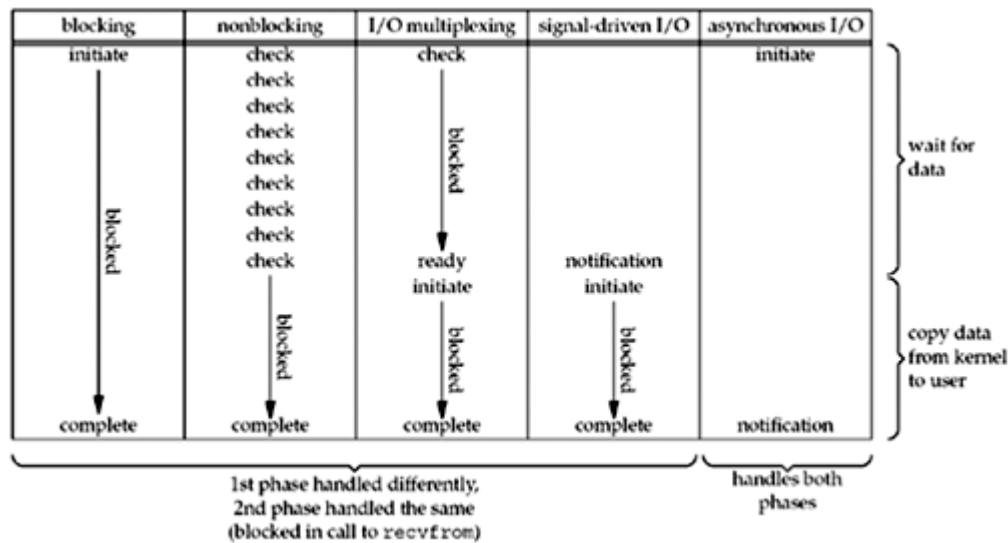 blocking nonblocking I/O multiplexing signal-driven I/O asynchronous I/O
initiate check check initiate
check
check
check
check
check
check
check
check ready notification
initiate initiate
blocked
blocked
blocked
blocked
blocked
complete complete complete complete notification
wait for
data
copy data
from kernel
to user
1st phase handled differently,
2nd phase handled the same
(blocked in call to recvfrom)
handles both
phases